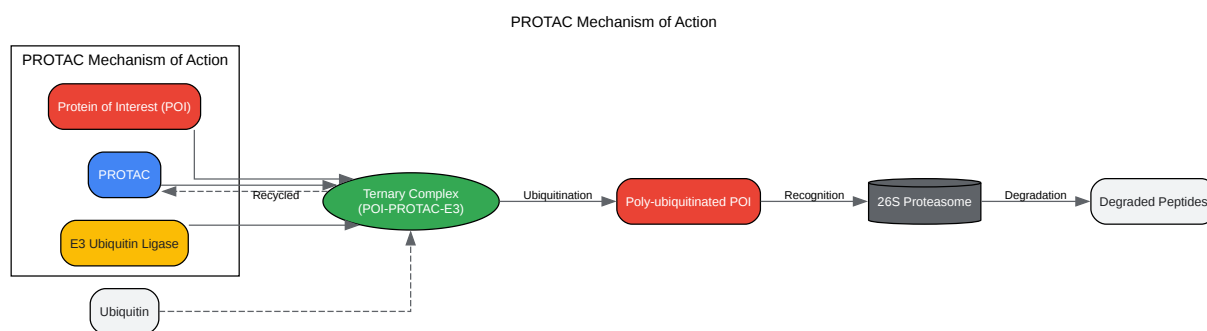 PROTAC Mechanism of Action
PROTAC Mechanism of Action
Protein of Interest (POI)
PROTAC
Recycled
E3 Ubiquitin Ligase
Ubiquitin
Ternary Complex
(POI-PROTAC-E3)
Ubiquitination
Poly-ubiquitinated POI
Recognition
26S Proteasome
Degradation
Degraded Peptides